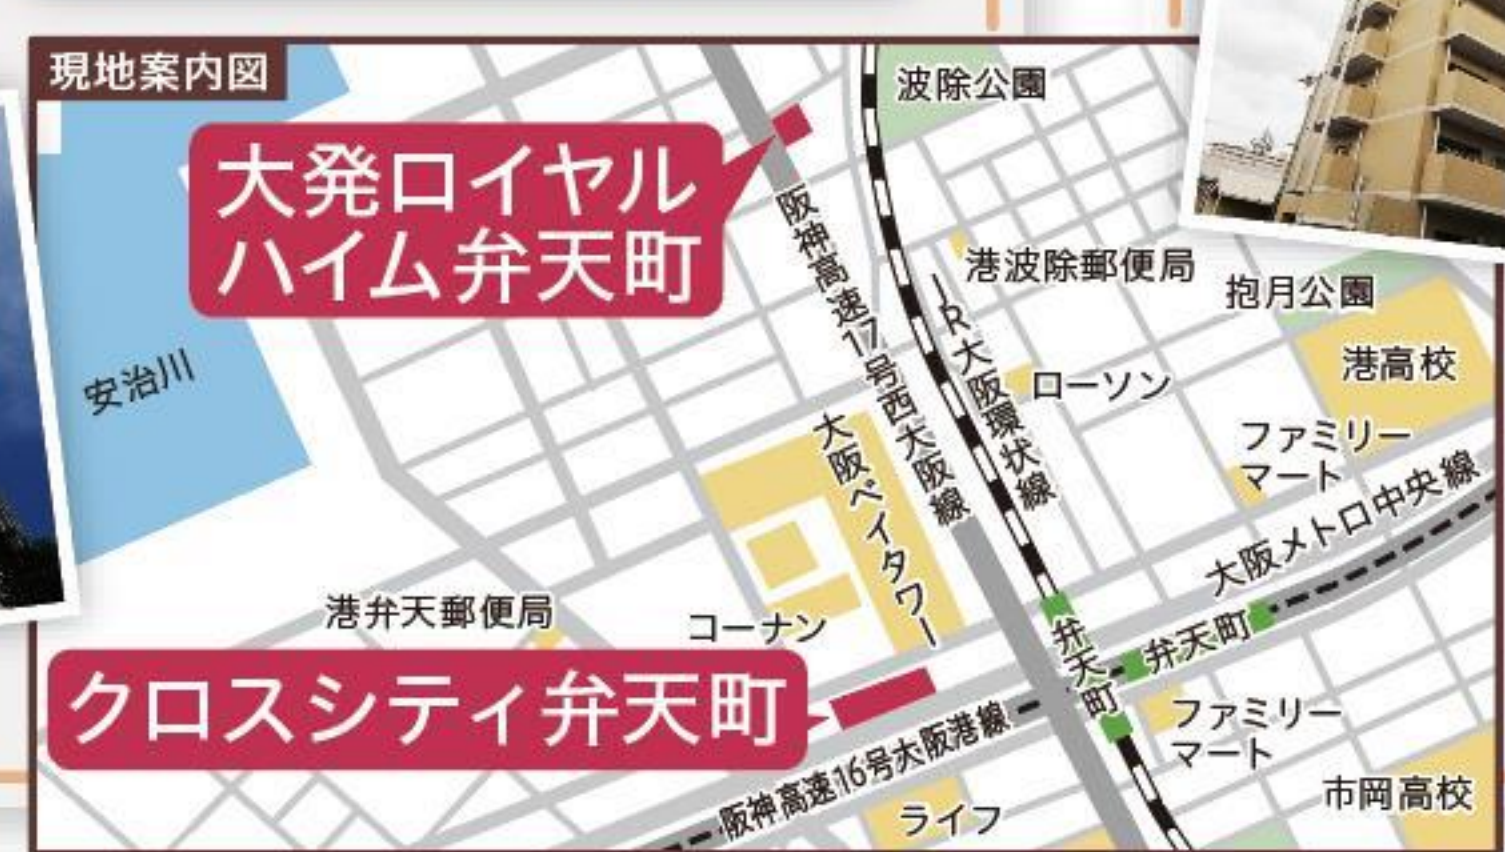 現地案内図
波除公園
大発ロイヤル
ハイム弁天町
阪神高速17号西大阪線
港波除郵便局
抱月公園
JR大阪環状線
港高校
安治川
ローソン
ファミリー
マート
大阪ベイタワー
大阪メトロ中央線
港弁天郵便局
コーナン
弁天町
弁天町
クロスシティ弁天町
ファミリー
マート
阪神高速16号大阪港線
市岡高校
ライフ